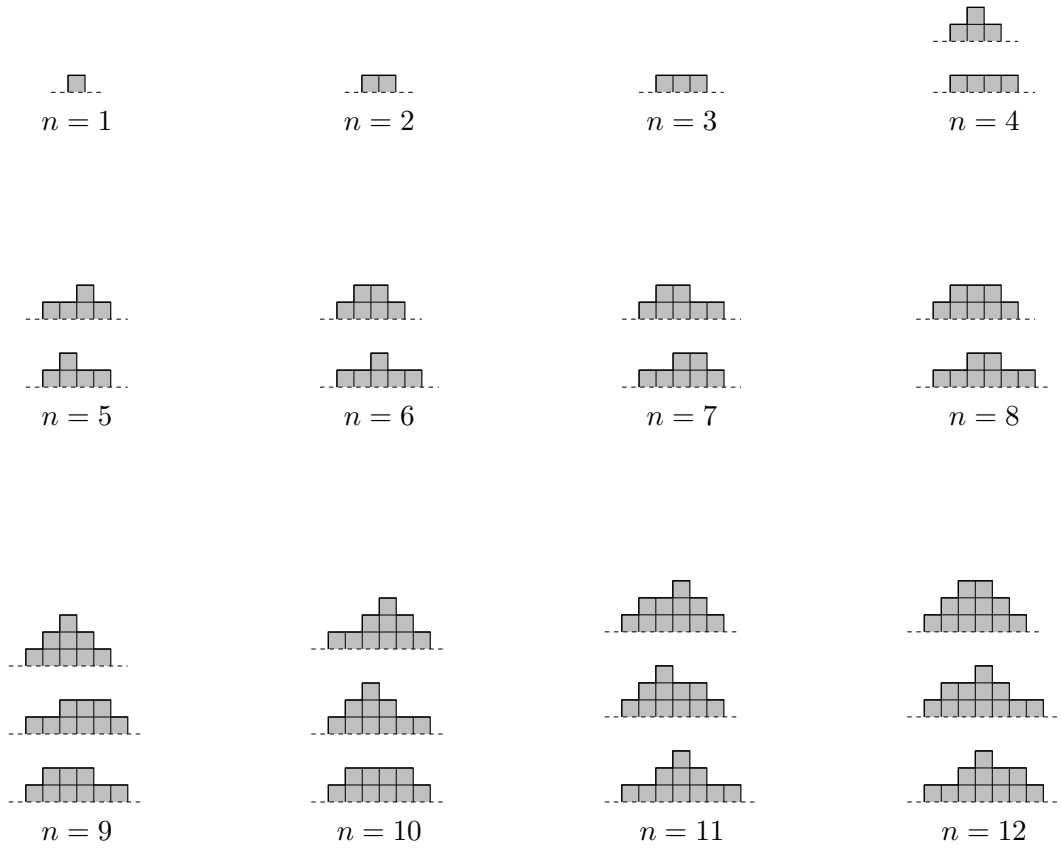 n = 1
n = 2
n = 3
n = 4
n = 5
n = 6
n = 7
n = 8
n = 9
n = 10
n = 11
n = 12